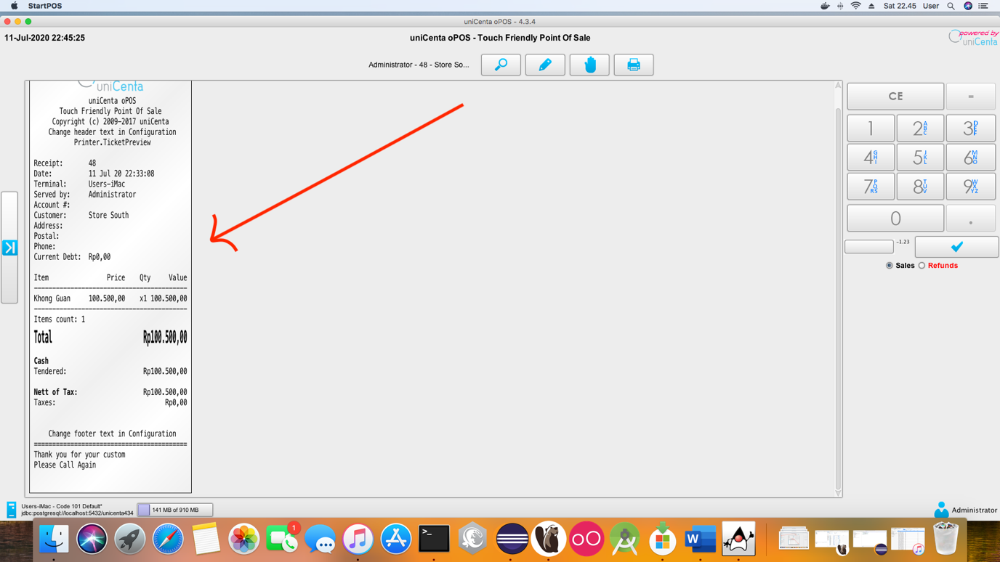 StartPOS
Sat 22.45 User
uniCenta oPOS - 4.3.4
11-Jul-2020 22:45:25
uniCenta oPOS - Touch Friendly Point Of Sale
powered by
uniCenta
Administrator - 48 - Store So...
uniCenta
uniCenta oPOS
Touch Friendly Point Of Sale
Copyright (c) 2009-2017 uniCenta
Change header text in Configuration
Printer.TicketPreview
Receipt: 48
Date: 11 Jul 20 22:33:08
Terminal: Users-iMac
Served by: Administrator
Account #:
Customer: Store South
Address:
Postal:
Phone:
Current Debt: Rp0,00
Item Price Qty Value
Khong Guan 100.500,00 x1 100.500,00
Items count: 1
Total Rp100.500,00
Cash
Tendered: Rp100.500,00
Nett of Tax: Rp100.500,00
Taxes: Rp0,00
Change footer text in Configuration
Thank you for your custom
Please Call Again
CE =
1 2 ABC 3 DEF
4 GHI 5 JKL 6 MNO
7 PQRS 8 TUV 9 WXYZ
0 .
-1.23
Sales Refunds
Users-iMac - Code 101 Default*
jdbc:postgresql://localhost:5432/unicenta434
141 MB of 910 MB
Administrator
1
>_
W